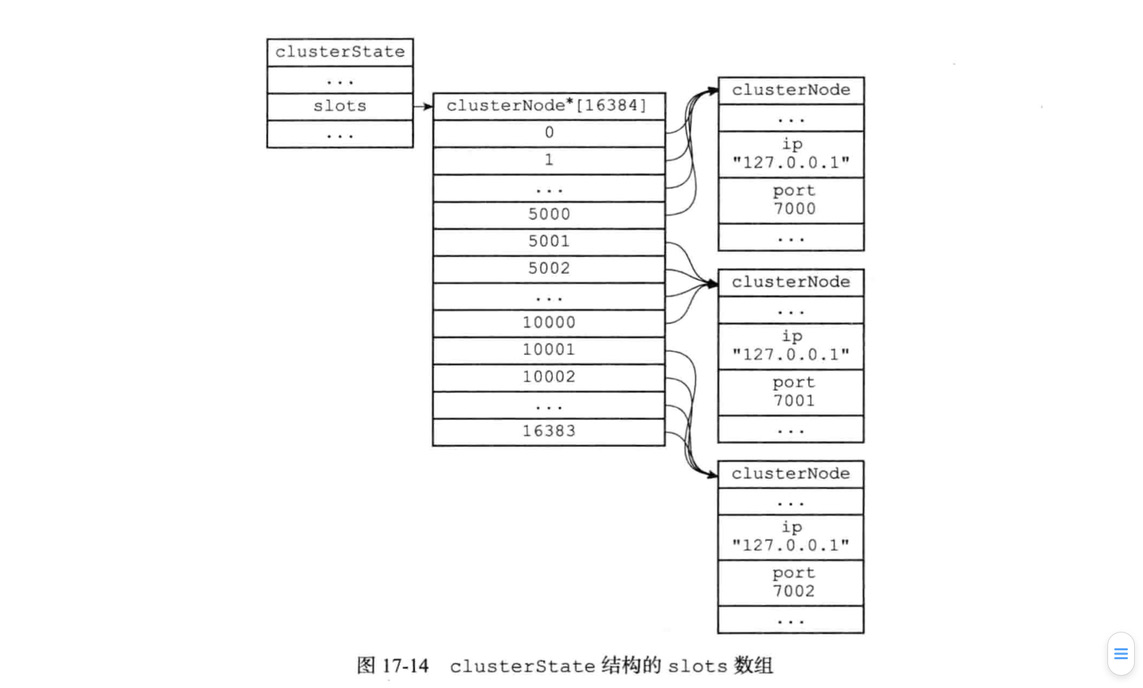 clusterState
...
slots
...
clusterNode*[16384]
0
1
...
5000
5001
5002
...
10000
10001
10002
...
16383
clusterNode
...
ip
"127.0.0.1"
port
7000
...
clusterNode
...
ip
"127.0.0.1"
port
7001
...
clusterNode
...
ip
"127.0.0.1"
port
7002
...
图 17-14 clusterState 结构的 slots 数组